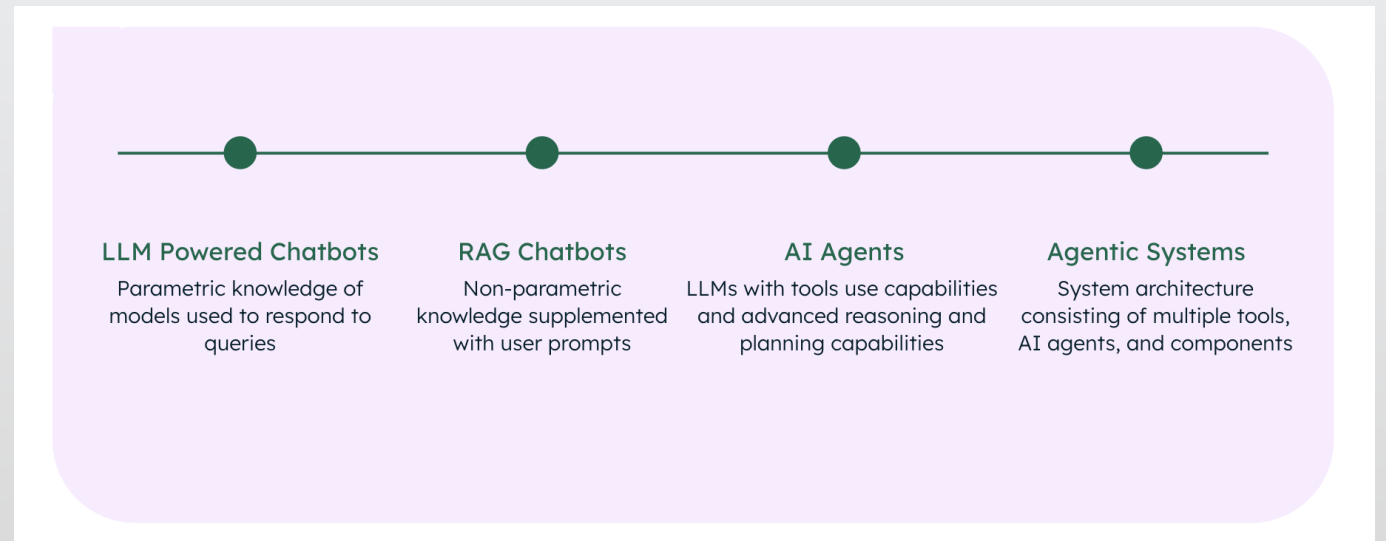 LLM Powered Chatbots
Parametric knowledge of
models used to respond to
queries
RAG Chatbots
Non-parametric
knowledge supplemented
with user prompts
AI Agents
LLMs with tools use capabilities
and advanced reasoning and
planning capabilities
Agentic Systems
System architecture
consisting of multiple tools,
AI agents, and components